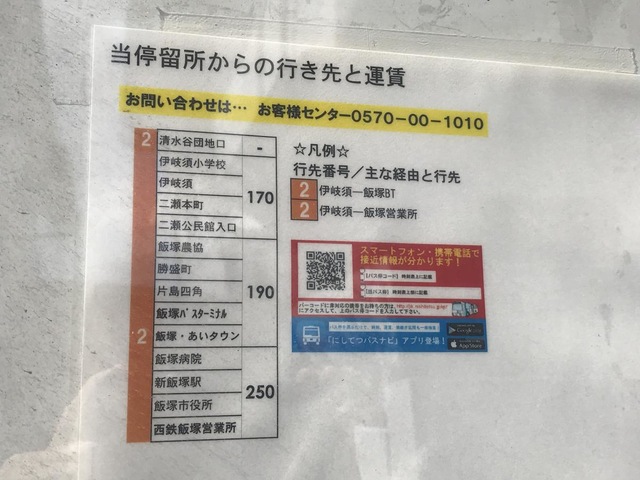 当停留所からの行き先と運賃
お問い合わせは… お客様センター0570-00-1010
2
清水谷団地口
-
伊岐須小学校
伊岐須
二瀬本町
二瀬公民館入口
170
飯塚農協
勝盛町
片島四角
飯塚バスターミナル
2
・あいタウン
190
飯塚病院
新飯塚駅
飯塚市役所
西鉄飯塚営業所
250
☆凡例☆
行先番号／主な経由と行先
2 伊岐須―飯塚BT
2 伊岐須―飯塚営業所
スマートフォン・携帯電話で
接近情報が分かります！
「にしてつバスナビ」アプリ登場！
App Store